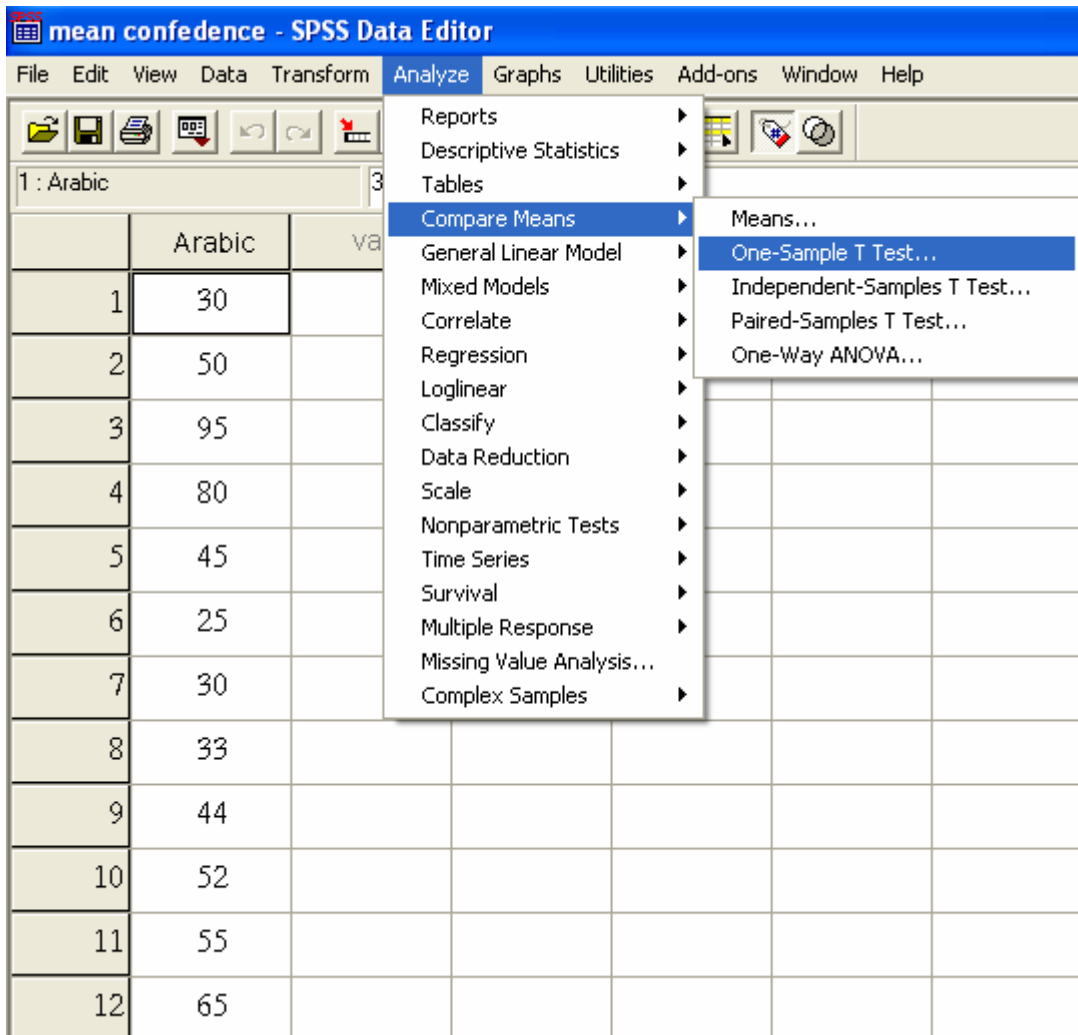 SPSS
mean confedence - SPSS Data Editor
File Edit View Data Transform Analyze Graphs Utilities Add-ons Window Help
1 : Arabic 3
Arabic va
1 30
2 50
3 95
4 80
5 45
6 25
7 30
8 33
9 44
10 52
11 55
12 65
Reports
Descriptive Statistics
Tables
Compare Means
General Linear Model
Mixed Models
Correlate
Regression
Loglinear
Classify
Data Reduction
Scale
Nonparametric Tests
Time Series
Survival
Multiple Response
Missing Value Analysis...
Complex Samples
Means...
One-Sample T Test...
Independent-Samples T Test...
Paired-Samples T Test...
One-Way ANOVA...